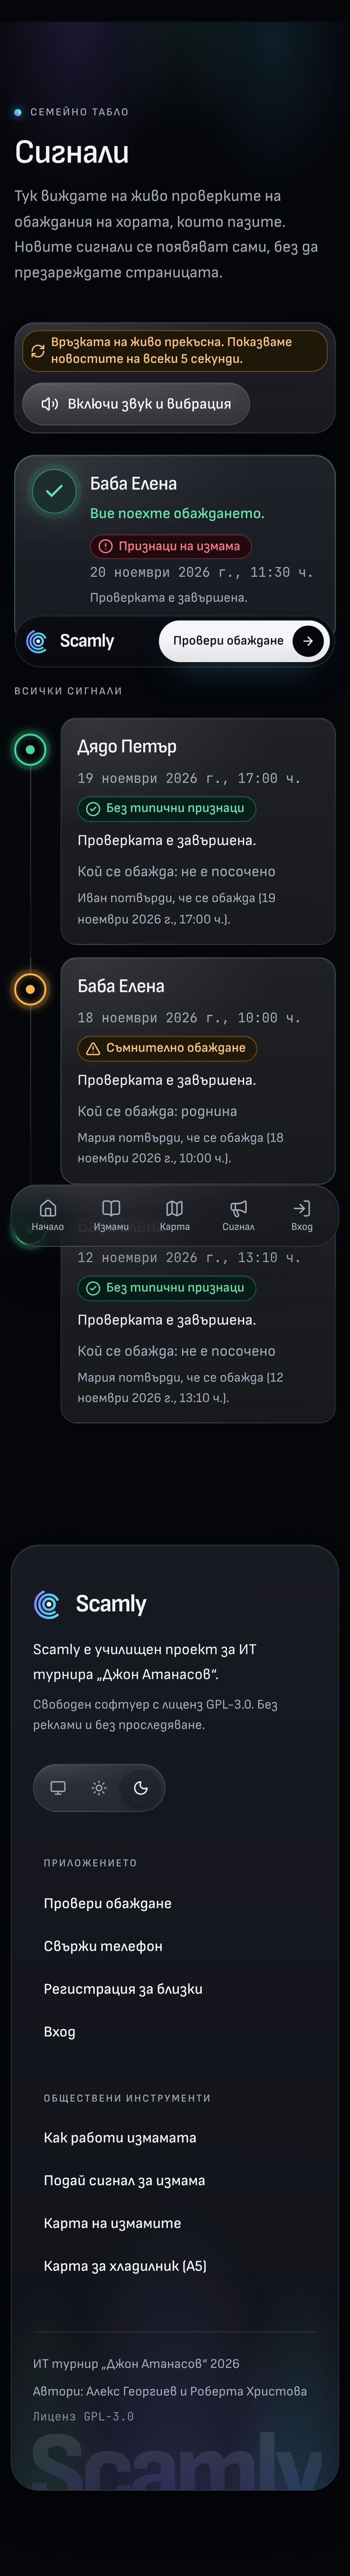 СЕМЕЙНО ТАБЛО
Сигнали
Тук виждате на живо проверките на
обаждания на хората, които пазите.
Новите сигнали се появяват сами, без да
презареждате страницата.
Връзката на живо прекъсна. Показваме
новостите на всеки 5 секунди.
Включи звук и вибрация
Баба Елена
Вие поехте обаждането.
Признаци на измама
20 ноември 2026 г., 11:30 ч.
Проверката е завършена.
Scamly
Провери обаждане
ВСИЧКИ СИГНАЛИ
Дядо Петър
19 ноември 2026 г., 17:00 ч.
Без типични признаци
Проверката е завършена.
Кой се обажда: не е посочено
Иван потвърди, че се обажда (19
ноември 2026 г., 17:00 ч.).
Баба Елена
18 ноември 2026 г., 10:00 ч.
Съмнително обаждане
Проверката е завършена.
Кой се обажда: роднина
Мария потвърди, че се обажда (18
ноември 2026 г., 10:00 ч.).
Начало
Измами
Карта
Сигнал
Вход
12 ноември 2026 г., 13:10 ч.
Без типични признаци
Проверката е завършена.
Кой се обажда: не е посочено
Мария потвърди, че се обажда (12
ноември 2026 г., 13:10 ч.).
Scamly
Scamly е училищен проект за ИТ
турнира „Джон Атанасов“.
Свободен софтуер с лиценз GPL-3.0. Без
реклами и без проследяване.
ПРИЛОЖЕНИЕТО
Провери обаждане
Свържи телефон
Регистрация за близки
Вход
ОБЩЕСТВЕНИ ИНСТРУМЕНТИ
Как работи измамата
Подай сигнал за измама
Карта на измамите
Карта за хладилник (A5)
ИТ турнир „Джон Атанасов“ 2026
Автори: Алекс Георгиев и Роберта Христова
Лиценз GPL-3.0
Scamly